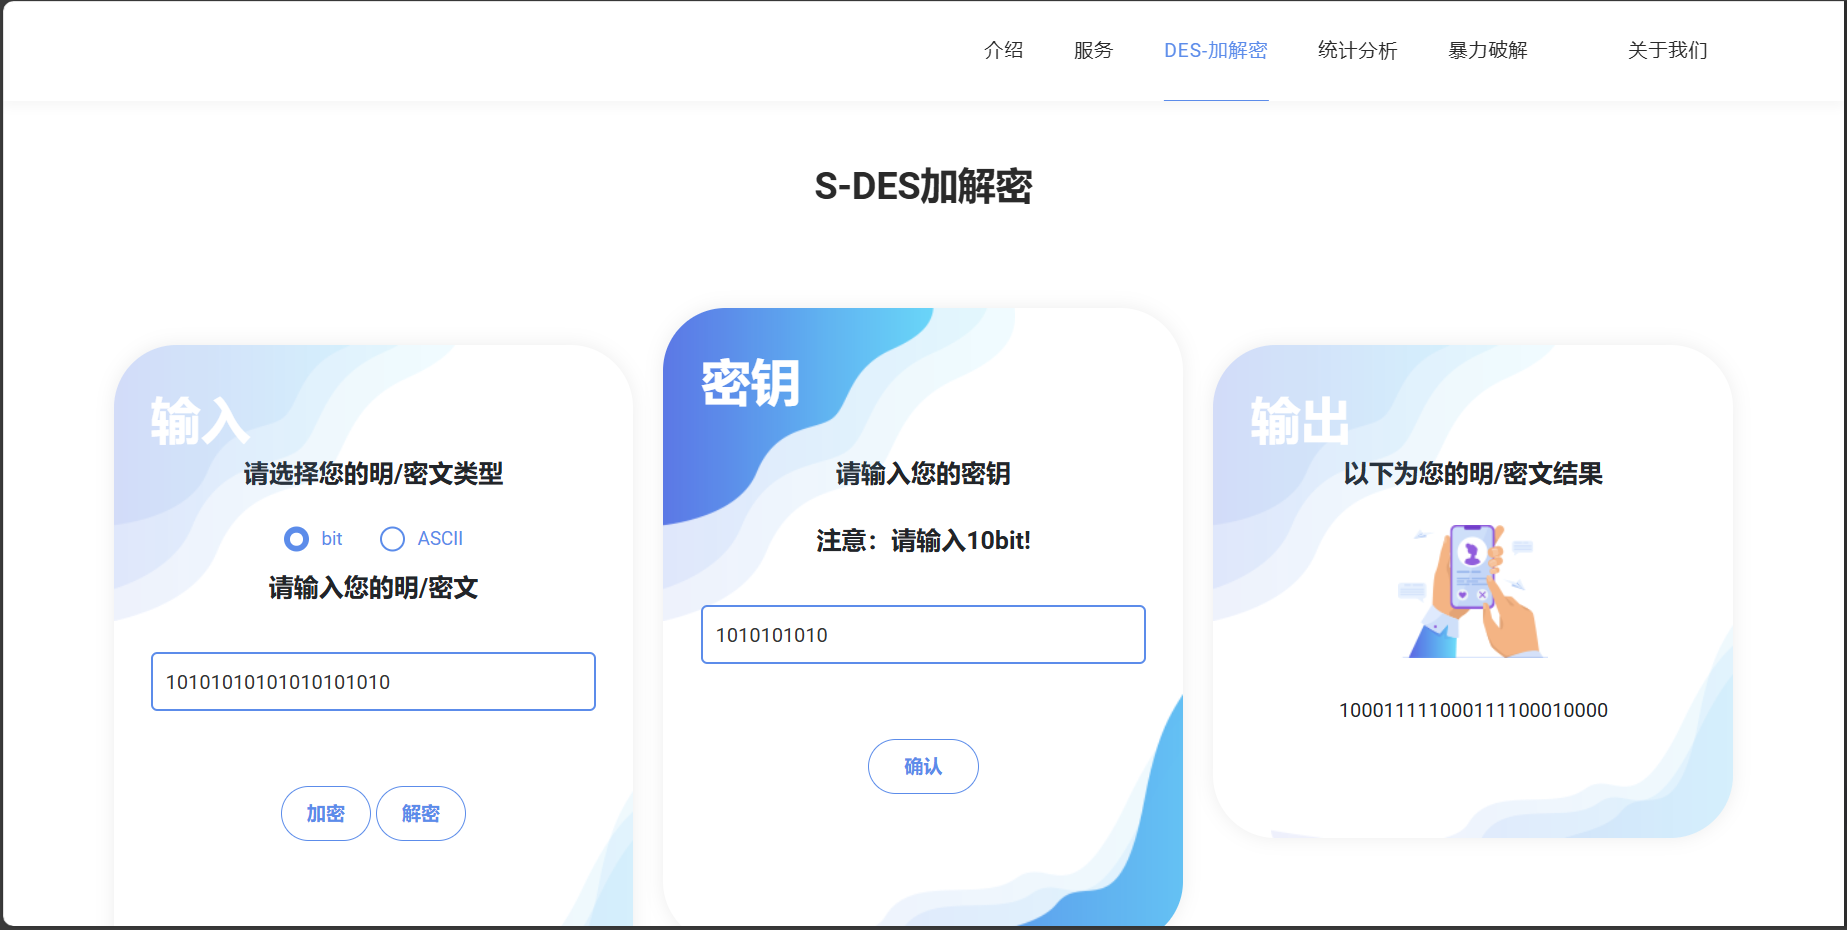 介绍 服务 DES-加解密 统计分析 暴力破解 关于我们
S-DES加解密
输入
请选择您的明/密文类型
bit ASCII
请输入您的明/密文
10101010101010101010
加密 解密
密钥
请输入您的密钥
注意：请输入10bit!
1010101010
确认
输出
以下为您的明/密文结果
100011111000111100010000